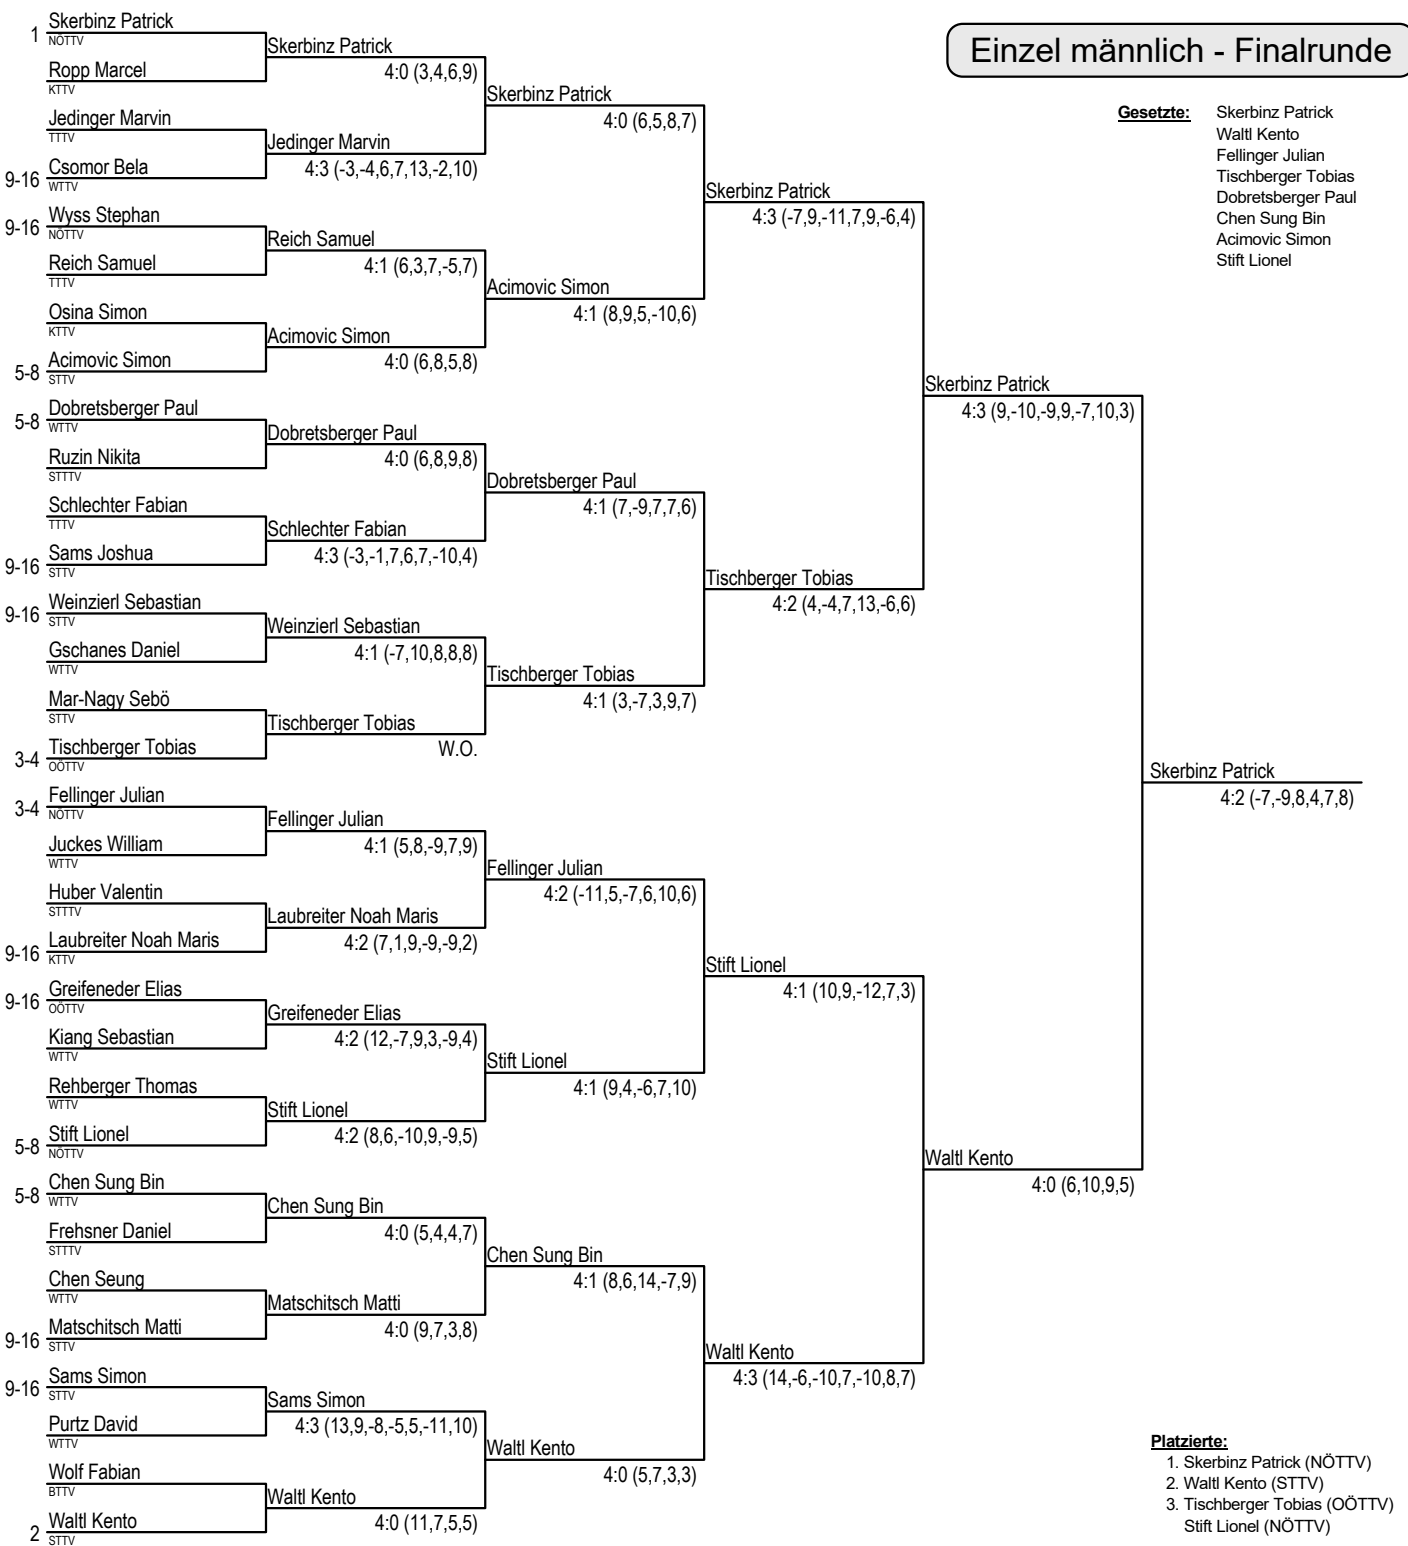 Einzel männlich - Finalrunde
Gesetzte: Skerbinz Patrick
Waltl Kento
Fellinger Julian
Tischberger Tobias
Dobretsberger Paul
Chen Sung Bin
Acimovic Simon
Stift Lionel
1 Skerbinz Patrick
NÖTTV
Ropp Marcel
KTTV
Jedinger Marvin
TTTV
9-16 Csomor Bela
WTTV
9-16 Wyss Stephan
NÖTTV
Reich Samuel
TTTV
Osina Simon
KTTV
5-8 Acimovic Simon
STTV
5-8 Dobretsberger Paul
WTTV
Ruzin Nikita
STTTV
Schlechter Fabian
TTTV
9-16 Sams Joshua
STTV
9-16 Weinzierl Sebastian
STTV
Gschanes Daniel
WTTV
Mar-Nagy Sebö
STTV
3-4 Tischberger Tobias
OÖTTV
3-4 Fellinger Julian
NÖTTV
Juckes William
WTTV
Huber Valentin
STTTV
9-16 Laubreiter Noah Maris
KTTV
9-16 Greifeneder Elias
OÖTTV
Kiang Sebastian
WTTV
Rehberger Thomas
WTTV
5-8 Stift Lionel
NÖTTV
5-8 Chen Sung Bin
WTTV
Frehsner Daniel
STTTV
Chen Seung
WTTV
9-16 Matschitsch Matti
STTV
9-16 Sams Simon
STTV
Purtz David
WTTV
Wolf Fabian
BTTV
2 Waltl Kento
STTV
Skerbinz Patrick
4:0 (3,4,6,9)
Jedinger Marvin
4:3 (-3,-4,6,7,13,-2,10)
Reich Samuel
4:1 (6,3,7,-5,7)
Acimovic Simon
4:0 (6,8,5,8)
Dobretsberger Paul
4:0 (6,8,9,8)
Schlechter Fabian
4:3 (-3,-1,7,6,7,-10,4)
Weinzierl Sebastian
4:1 (-7,10,8,8,8)
Tischberger Tobias
W.O.
Fellinger Julian
4:1 (5,8,-9,7,9)
Laubreiter Noah Maris
4:2 (7,1,9,-9,-9,2)
Greifeneder Elias
4:2 (12,-7,9,3,-9,4)
Stift Lionel
4:2 (8,6,-10,9,-9,5)
Chen Sung Bin
4:0 (5,4,4,7)
Matschitsch Matti
4:0 (9,7,3,8)
Sams Simon
4:3 (13,9,-8,-5,5,-11,10)
Waltl Kento
4:0 (11,7,5,5)
Skerbinz Patrick
4:0 (6,5,8,7)
Acimovic Simon
4:1 (8,9,5,-10,6)
Dobretsberger Paul
4:1 (7,-9,7,7,6)
Tischberger Tobias
4:1 (3,-7,3,9,7)
Fellinger Julian
4:2 (-11,5,-7,6,10,6)
Stift Lionel
4:1 (9,4,-6,7,10)
Chen Sung Bin
4:1 (8,6,14,-7,9)
Waltl Kento
4:0 (5,7,3,3)
Skerbinz Patrick
4:3 (-7,9,-11,7,9,-6,4)
Tischberger Tobias
4:2 (4,-4,7,13,-6,6)
Stift Lionel
4:1 (10,9,-12,7,3)
Waltl Kento
4:3 (14,-6,-10,7,-10,8,7)
Skerbinz Patrick
4:3 (9,-10,-9,9,-7,10,3)
Waltl Kento
4:0 (6,10,9,5)
Skerbinz Patrick
4:2 (-7,-9,8,4,7,8)
Platzierte:
1. Skerbinz Patrick (NÖTTV)
2. Waltl Kento (STTV)
3. Tischberger Tobias (OÖTTV)
Stift Lionel (NÖTTV)